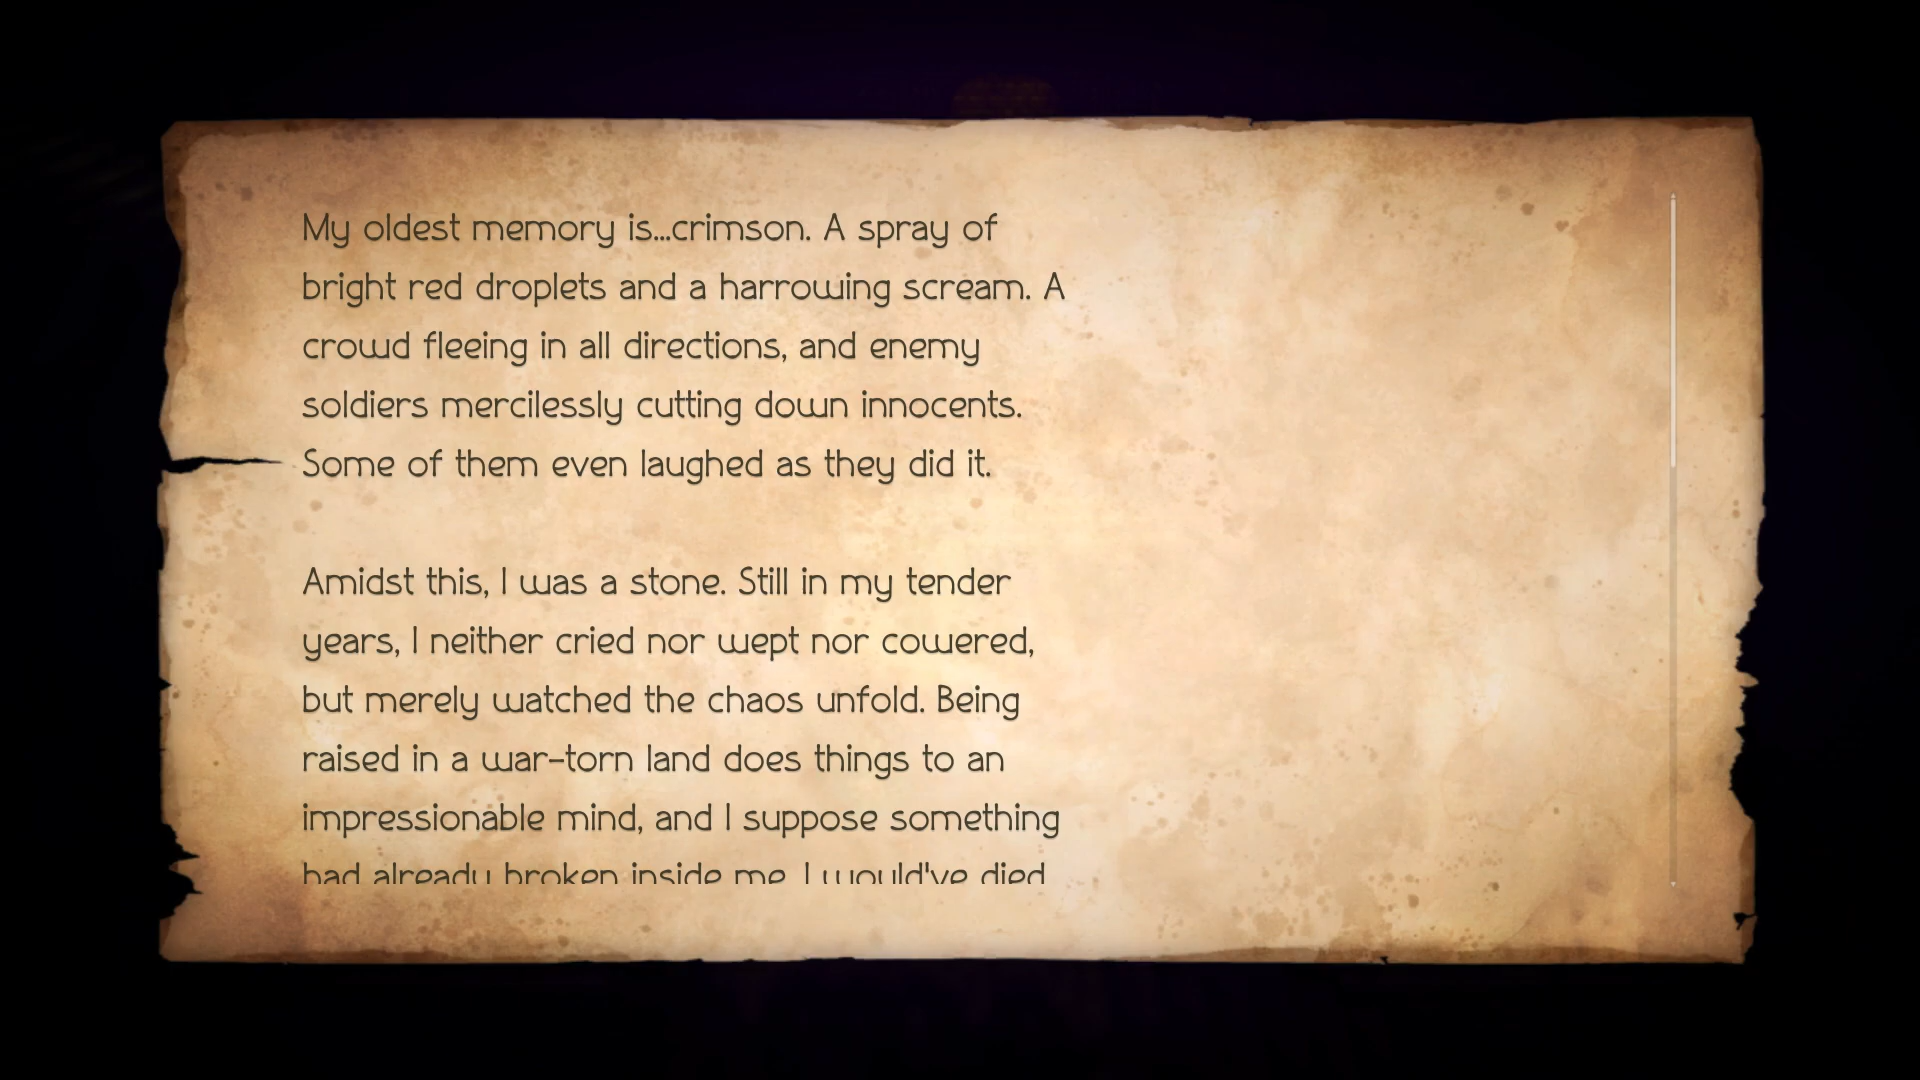 My oldest memory is...crimson. A spray of
bright red droplets and a harrowing scream. A
crowd fleeing in all directions, and enemy
soldiers mercilessly cutting down innocents.
Some of them even laughed as they did it.
Amidst this, I was a stone. Still in my tender
years, I neither cried nor wept nor cowered,
but merely watched the chaos unfold. Being
raised in a war-torn land does things to an
impressionable mind, and I suppose something
had already broken inside me. I would've died